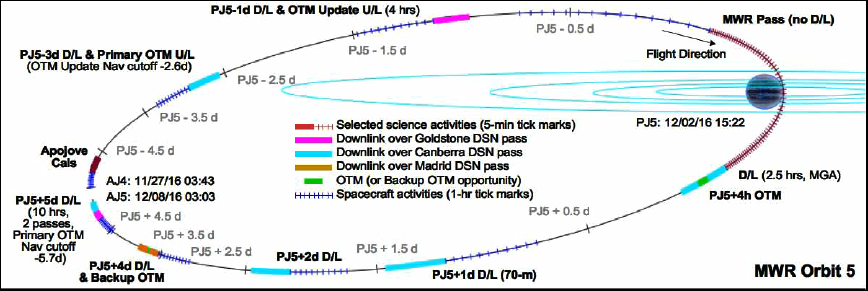 PJ5-1d D/L & OTM Update U/L (4 hrs)
PJ5 - 0.5 d
MWR Pass (no D/L)
PJ5 - 1.5 d
Flight Direction
PJ5-3d D/L & Primary OTM U/L
(OTM Update Nav cutoff -2.6d)
PJ5 - 2.5 d
PJ5 - 3.5 d
PJ5: 12/02/16 15:22
Selected science activities (5-min tick marks)
Downlink over Goldstone DSN pass
Downlink over Canberra DSN pass
Downlink over Madrid DSN pass
OTM (or Backup OTM opportunity)
Spacecraft activities (1-hr tick marks)
PJ5 - 4.5 d
Apojove
Cals
AJ4: 11/27/16 03:43
AJ5: 12/08/16 03:03
D/L (2.5 hrs, MGA)
PJ5+4h OTM
PJ5+5d D/L
(10 hrs,
2 passes,
Primary OTM
Nav cutoff
-5.7d)
PJ5 + 4.5 d
PJ5 + 3.5 d
PJ5 + 2.5 d
PJ5 + 1.5 d
PJ5 + 0.5 d
PJ5+4d D/L
& Backup OTM
PJ5+2d D/L
PJ5+1d D/L (70-m)
MWR Orbit 5